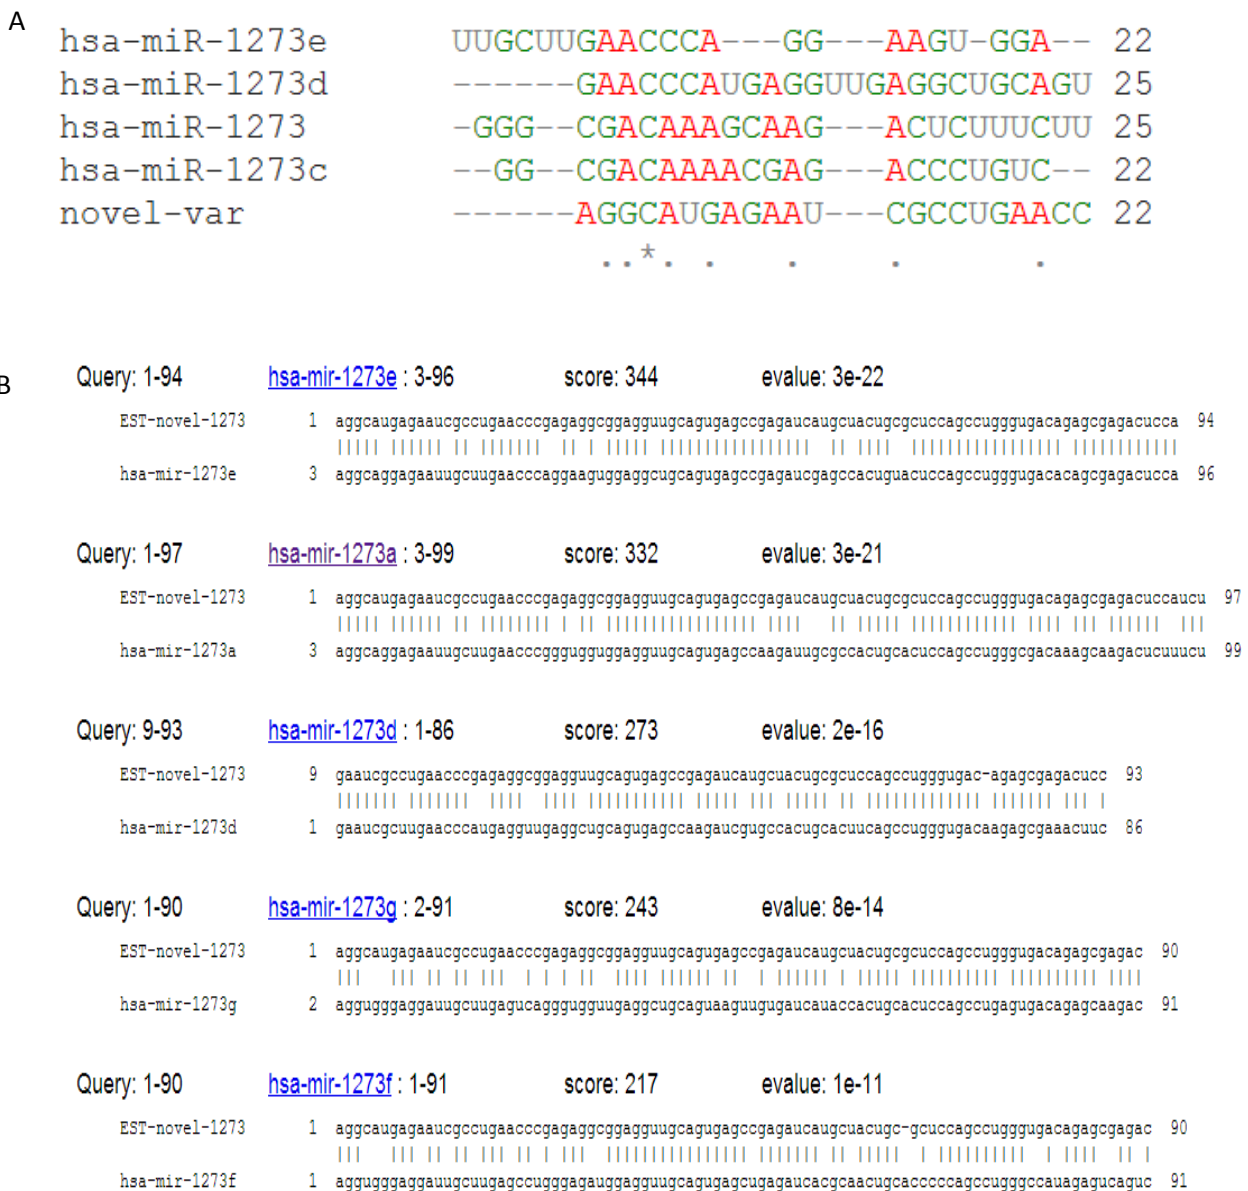 A
hsa-miR-1273e UUGCUUGAACCCA---GG---AAGU-GGA-- 22
hsa-miR-1273d ------GAACCCAUGAGGUUGAGGCUGCAGU 25
hsa-miR-1273 -GGG--CGACAAAGCAAG---ACUCUUUCUU 25
hsa-miR-1273c --GG--CGACAAAACGAG---ACCCUGUC-- 22
novel-var ------AGGCAUGAGAAU---CGCCUGAACC 22
..*. . . . .
B
Query: 1-94 hsa-mir-1273e : 3-96 score: 344 evalue: 3e-22
EST-novel-1273 1 aggcaugagaaucgccugaacccgagaggcggagguugcagugagccgagaucaugcuacugcgcuccagccugggugacagagcgagacucca 94
hsa-mir-1273e 3 aggcaggagaauugcuugaacccaggaaguggaggcugcagugagccgagaucgagccacuguacuccagccugggugacacagcgagacucca 96
Query: 1-97 hsa-mir-1273a : 3-99 score: 332 evalue: 3e-21
EST-novel-1273 1 aggcaugagaaucgccugaacccgagaggcggagguugcagugagccgagaucaugcuacugcgcuccagccugggugacagagcgagacuccaucu 97
hsa-mir-1273a 3 aggcaggagaauugcuugaacccgggugguggagguugcagugagccaagauugcgccacugcacuccagccugggcgacaaagcaagacucuuucu 99
Query: 9-93 hsa-mir-1273d : 1-86 score: 273 evalue: 2e-16
EST-novel-1273 9 gaaucgccugaacccgagaggcggagguugcagugagccgagaucaugcuacugcgcuccagccugggugac-agagcgagacucc 93
hsa-mir-1273d 1 gaaucgcuugaacccaugagguugaggcugcagugagccaagaucgugccacugcacuucagccugggugacaagagcgaaacuuc 86
Query: 1-90 hsa-mir-1273g : 2-91 score: 243 evalue: 8e-14
EST-novel-1273 1 aggcaugagaaucgccugaacccgagaggcggagguugcagugagccgagaucaugcuacugcgcuccagccugggugacagagcgagac 90
hsa-mir-1273g 2 aggugggaggauugcuugagucagggugguugaggcugcaguaaguugugaucauaccacugcacuccagccugagugacagagcaagac 91
Query: 1-90 hsa-mir-1273f : 1-91 score: 217 evalue: 1e-11
EST-novel-1273 1 aggcaugagaaucgccugaacccgagaggcggagguugcagugagccgagaucaugcuacugc-gcuccagccugggugacagagcgagac 90
hsa-mir-1273f 1 aggugggaggauugcuugagccugggagauggagguugcagugagcugagaucacgcaacugcacccccagccugggccauagagucaguc 91